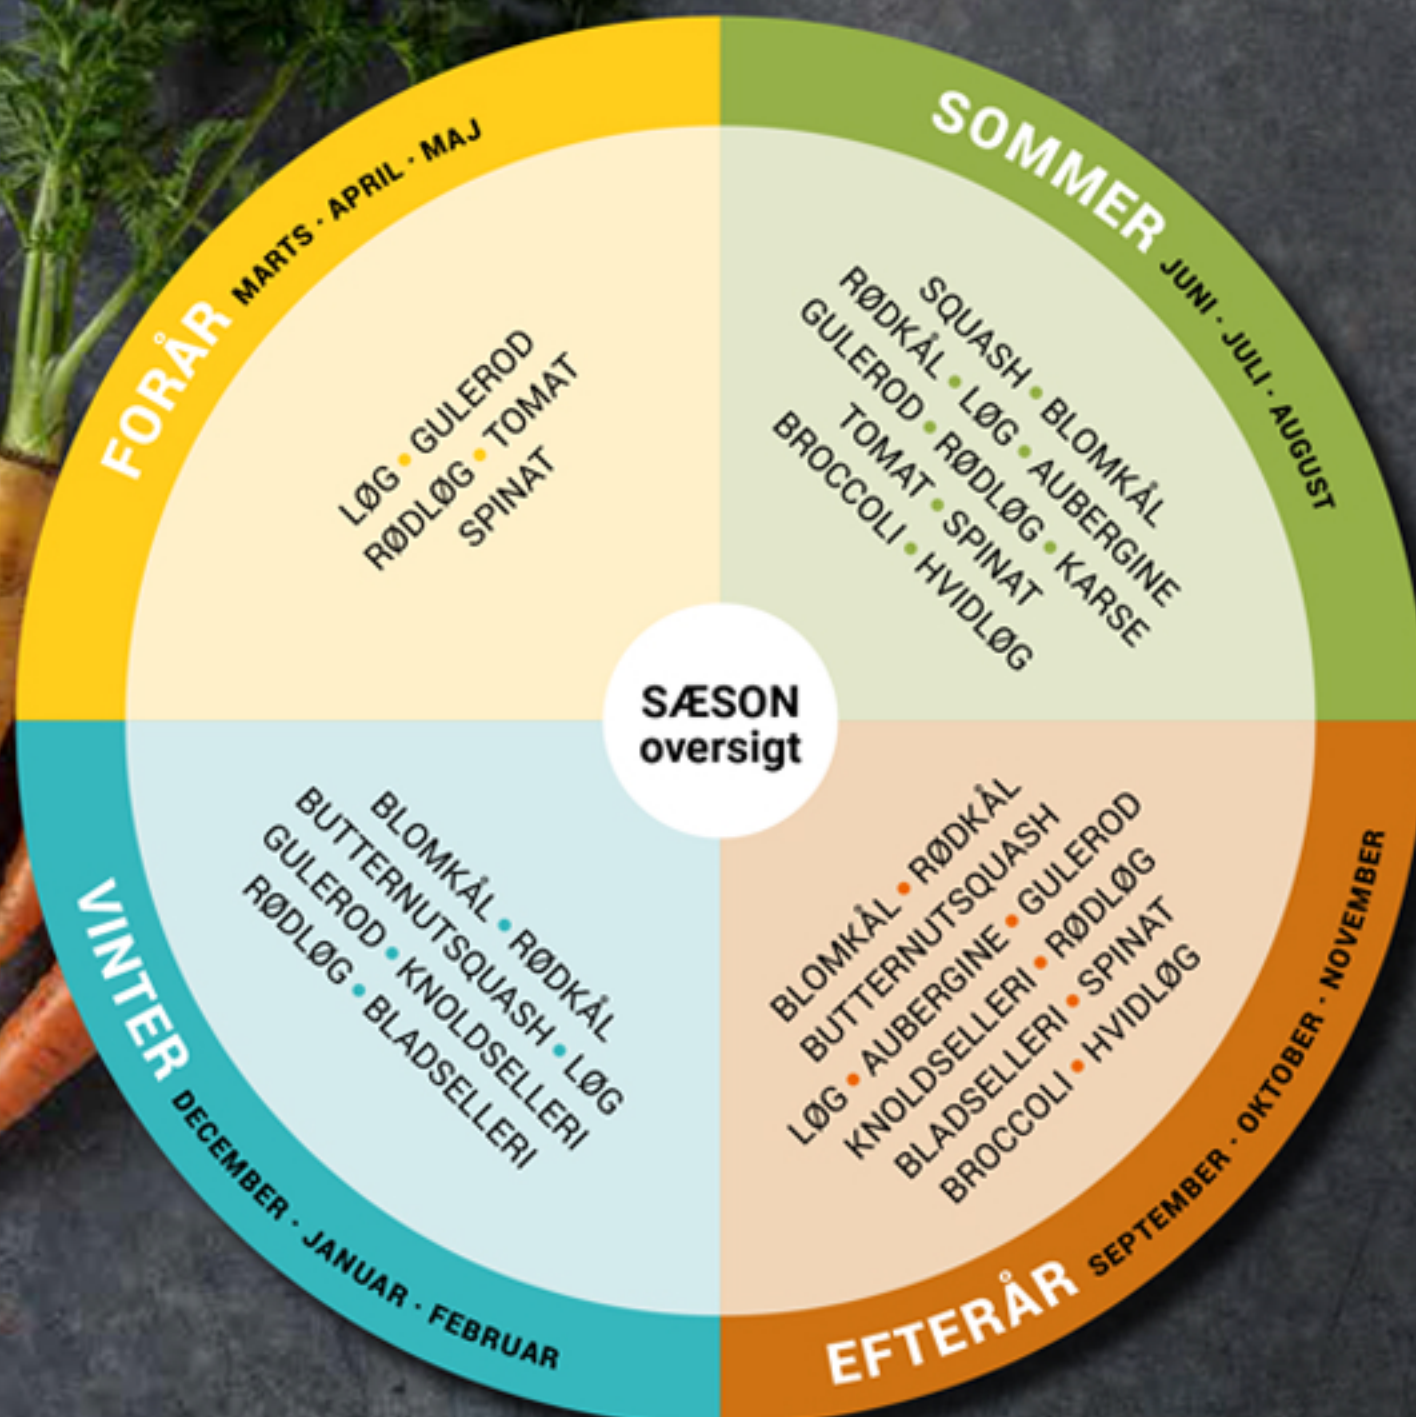 FORÅR MARTS · APRIL · MAJ
LØG • GULEROD
RØDLØG • TOMAT
SPINAT
SOMMER JUNI · JULI · AUGUST
SQUASH • BLOMKÅL
RØDKÅL • LØG • AUBERGINE
GULEROD • RØDLØG • KARSE
TOMAT • SPINAT
BROCCOLI • HVIDLØG
SÆSON
oversigt
VINTER DECEMBER · JANUAR · FEBRUAR
BLOMKÅL • RØDKÅL
BUTTERNUTSQUASH • LØG
GULEROD • KNOLDSELLERI
RØDLØG • BLADSELLERI
EFTERÅR SEPTEMBER · OKTOBER · NOVEMBER
BLOMKÅL • RØDKÅL
BUTTERNUTSQUASH
LØG • AUBERGINE • GULEROD
KNOLDSELLERI • RØDLØG
BLADSELLERI • SPINAT
BROCCOLI • HVIDLØG